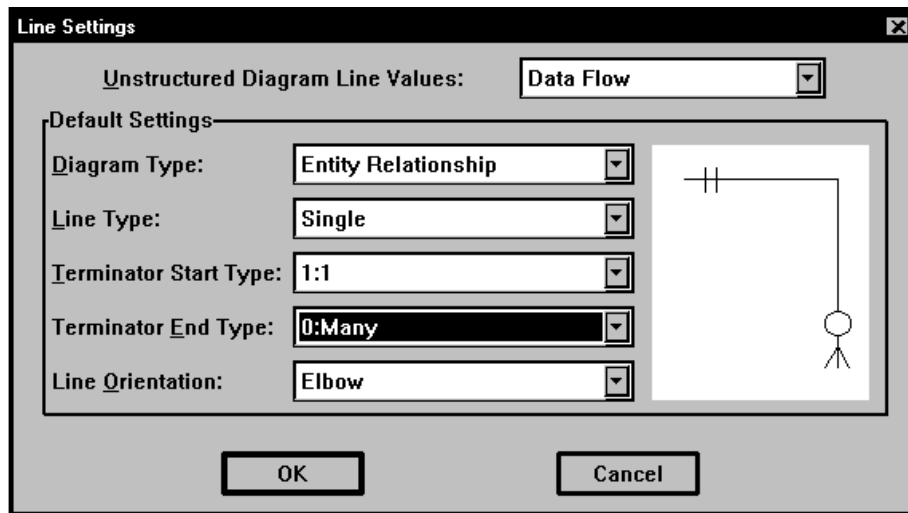 Line Settings
Unstructured Diagram Line Values: Data Flow
Default Settings
Diagram Type: Entity Relationship
Line Type: Single
Terminator Start Type: 1:1
Terminator End Type: 0:Many
Line Orientation: Elbow
OK Cancel